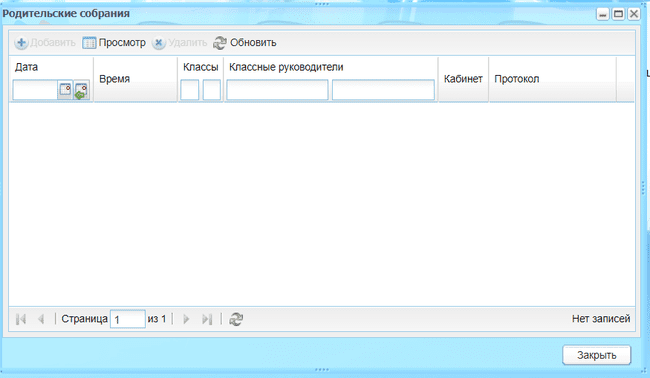 Родительские собрания
Добавить Просмотр Удалить Обновить
Дата Время Классы Классные руководители Кабинет Протокол
Страница 1 из 1 Нет записей
Закрыть